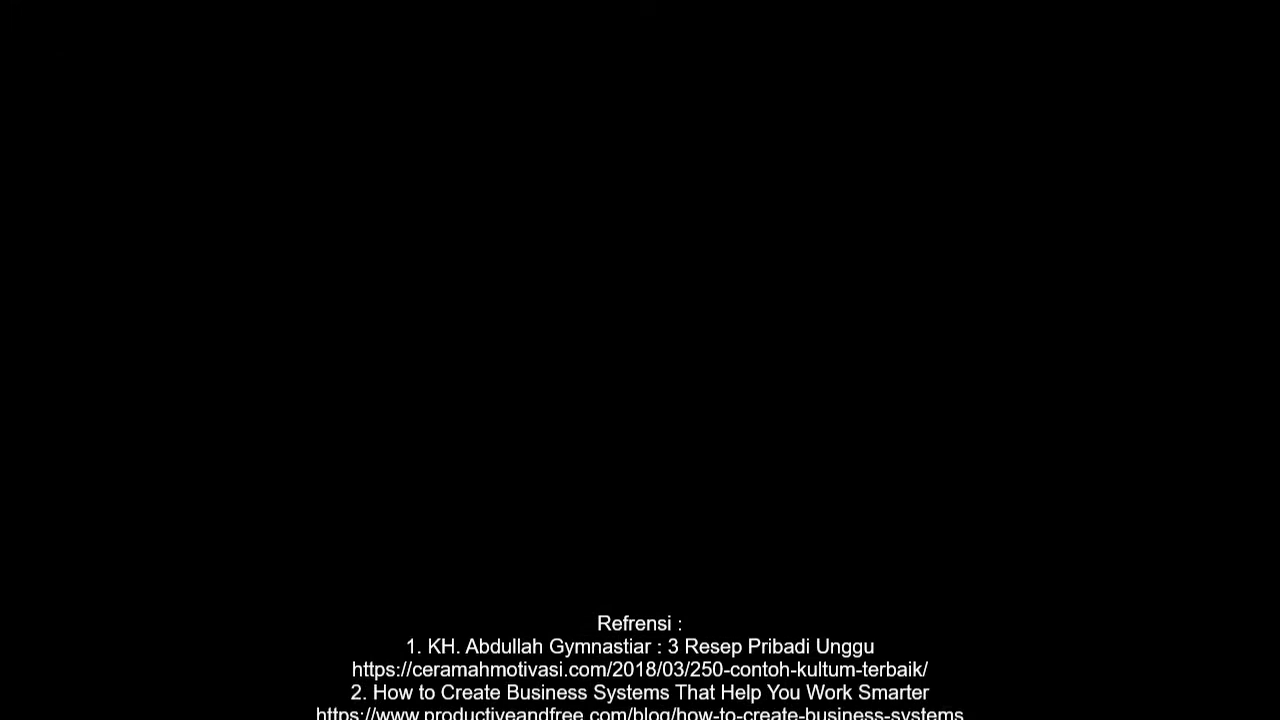 Refrensi :
1. KH. Abdullah Gymnastiar : 3 Resep Pribadi Unggu
https://ceramahmotivasi.com/2018/03/250-contoh-kultum-terbaik/
2. How to Create Business Systems That Help You Work Smarter
https://www.productiveandfree.com/blog/how-to-create-business-systems